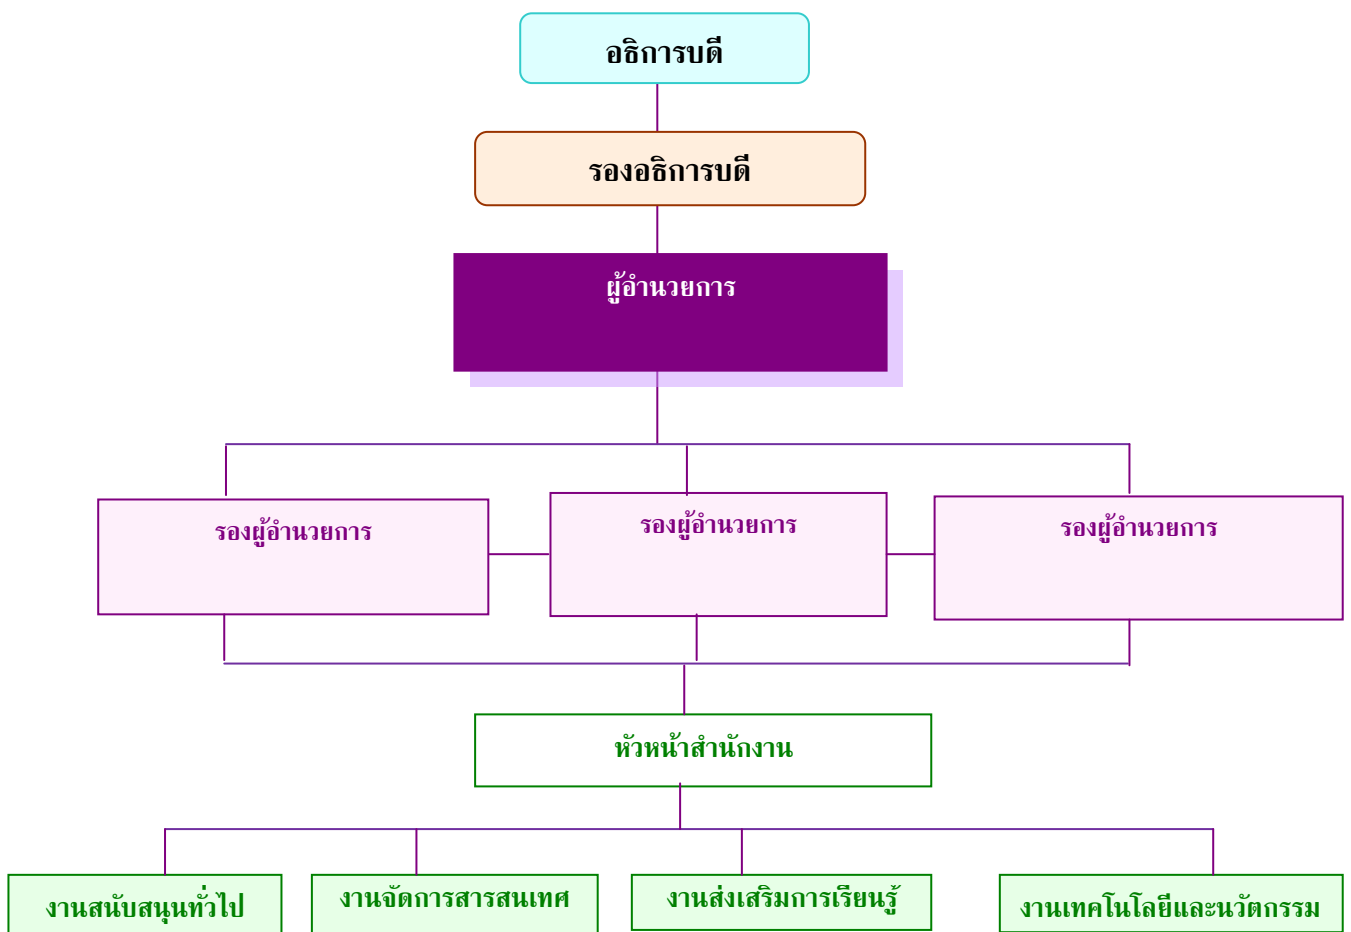 อธิการบดี
รองอธิการบดี
ผู้อำนวยการ
รองผู้อำนวยการ
รองผู้อำนวยการ
รองผู้อำนวยการ
หัวหน้าสำนักงาน
งานสนับสนุนทั่วไป
งานจัดการสารสนเทศ
งานส่งเสริมการเรียนรู้
งานเทคโนโลยีและนวัตกรรม